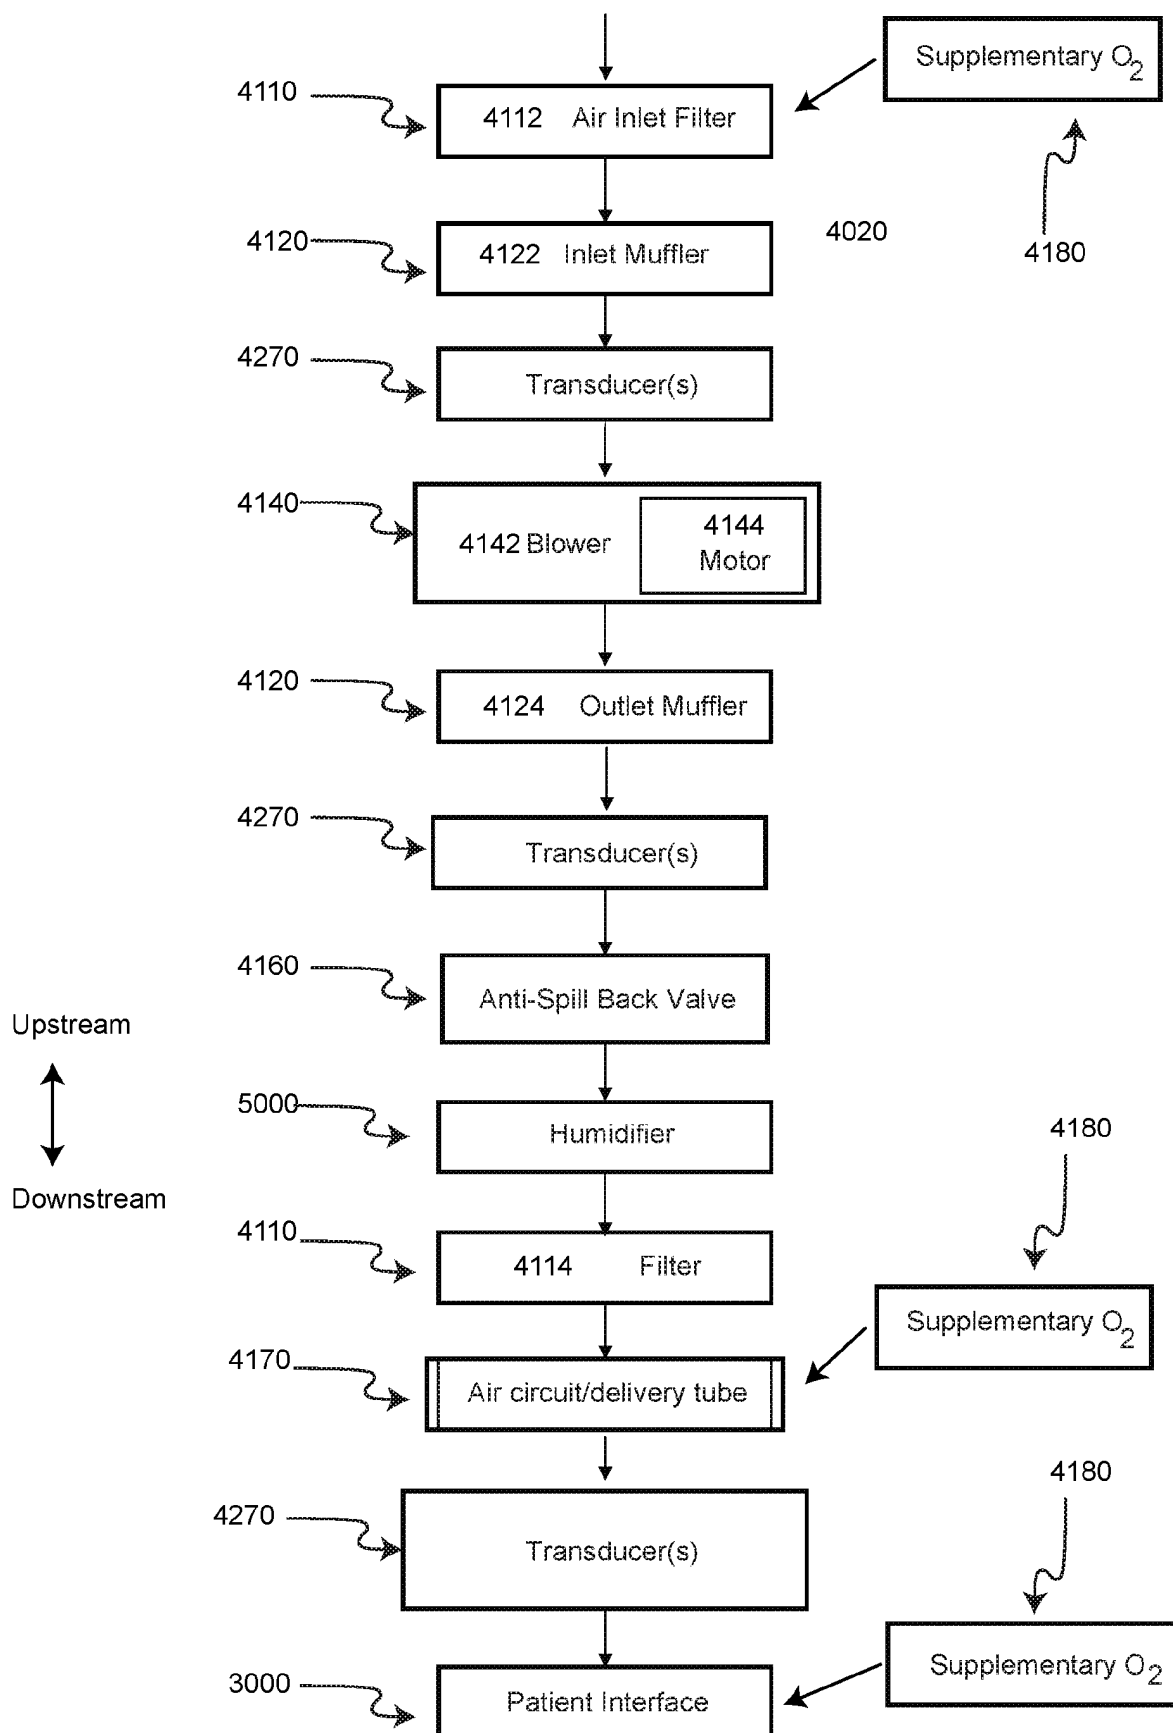 Supplementary O2
4110
4112 Air Inlet Filter
4120
4122 Inlet Muffler
4020
4180
4270
Transducer(s)
4140
4142 Blower
4144
Motor
4120
4124 Outlet Muffler
4270
Transducer(s)
4160
Anti-Spill Back Valve
Upstream
5000
Humidifier
4180
Downstream
4110
4114 Filter
Supplementary O2
4170
Air circuit/delivery tube
4180
4270
Transducer(s)
Supplementary O2
3000
Patient Interface